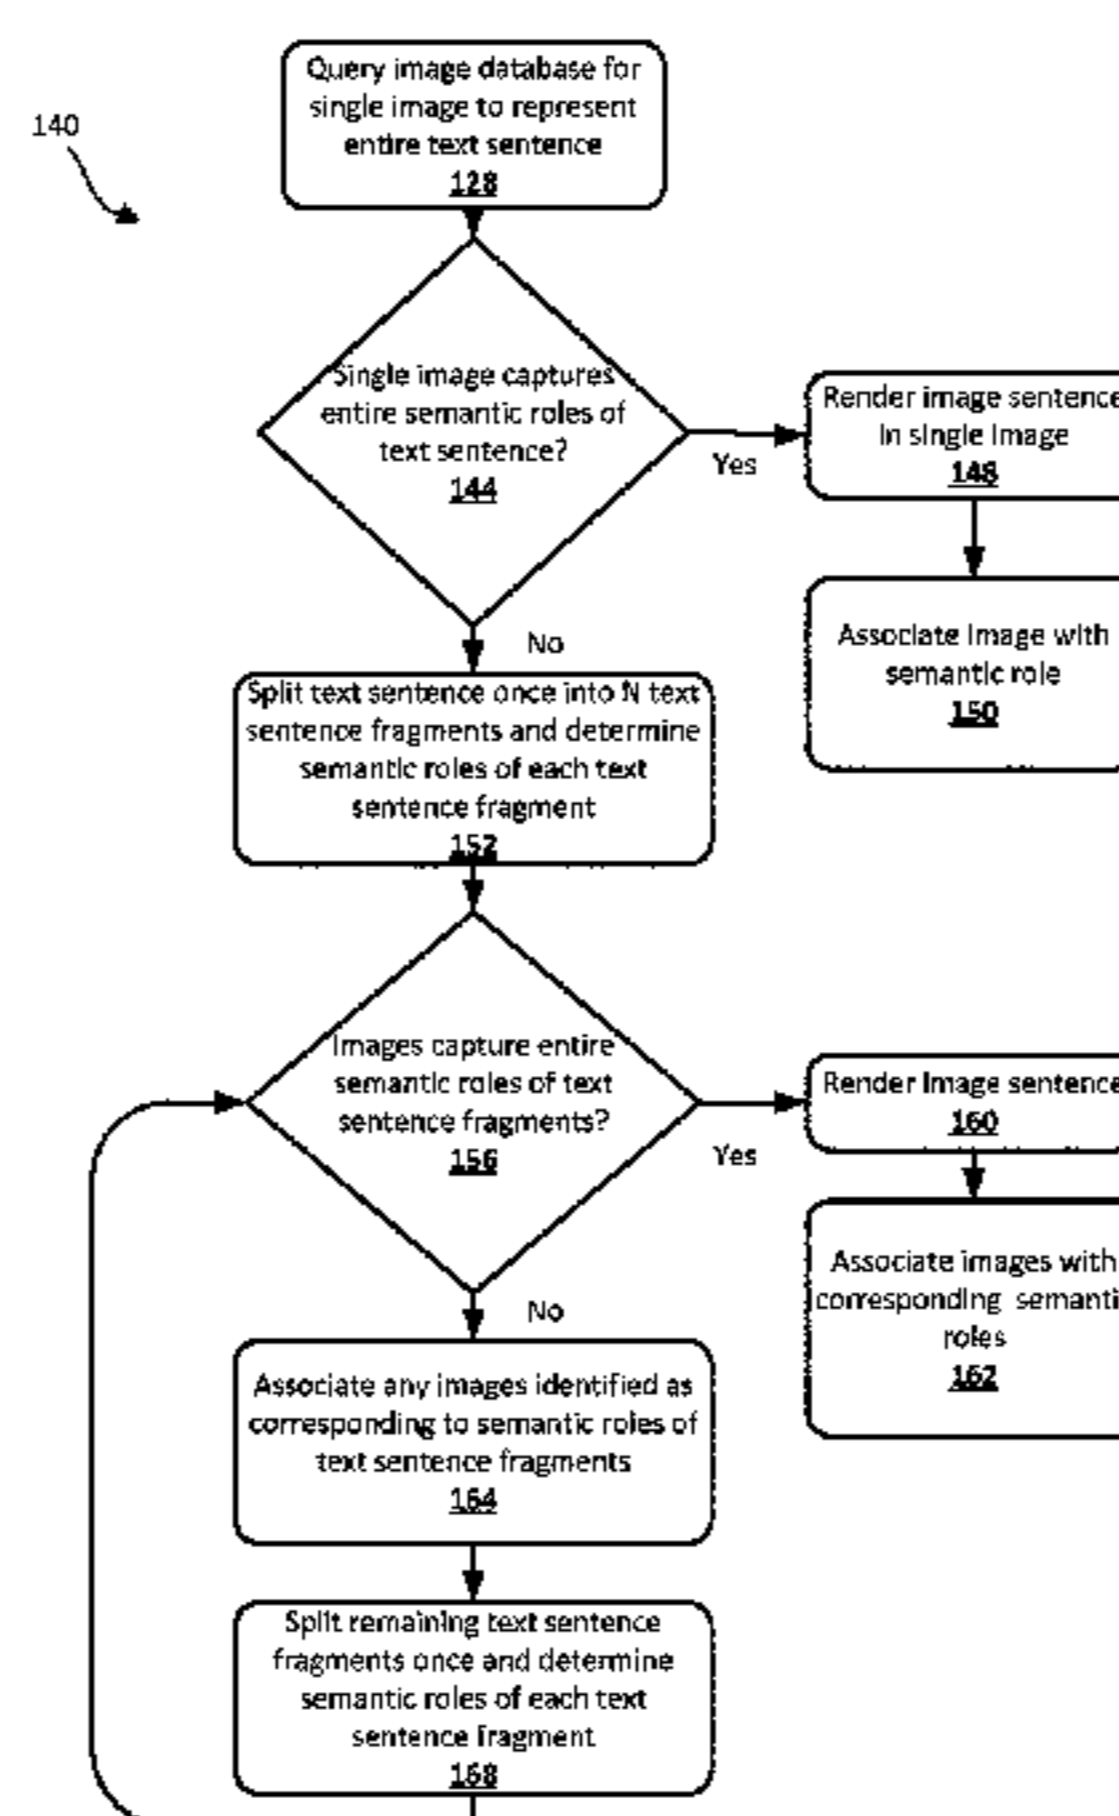 140
Query image database for
single image to represent
entire text sentence
128
Single image captures
entire semantic roles of
text sentence?
144
Yes
Render image sentence
in single image
148
Associate image with
semantic role
150
No
Split text sentence once into N text
sentence fragments and determine
semantic roles of each text
sentence fragment
152
Images capture entire
semantic roles of text
sentence fragments?
156
Yes
Render image sentence
160
Associate images with
corresponding semanti
roles
162
No
Associate any images identified as
corresponding to semantic roles of
text sentence fragments
164
Split remaining text sentence
fragments once and determine
semantic roles of each text
sentence fragment
168